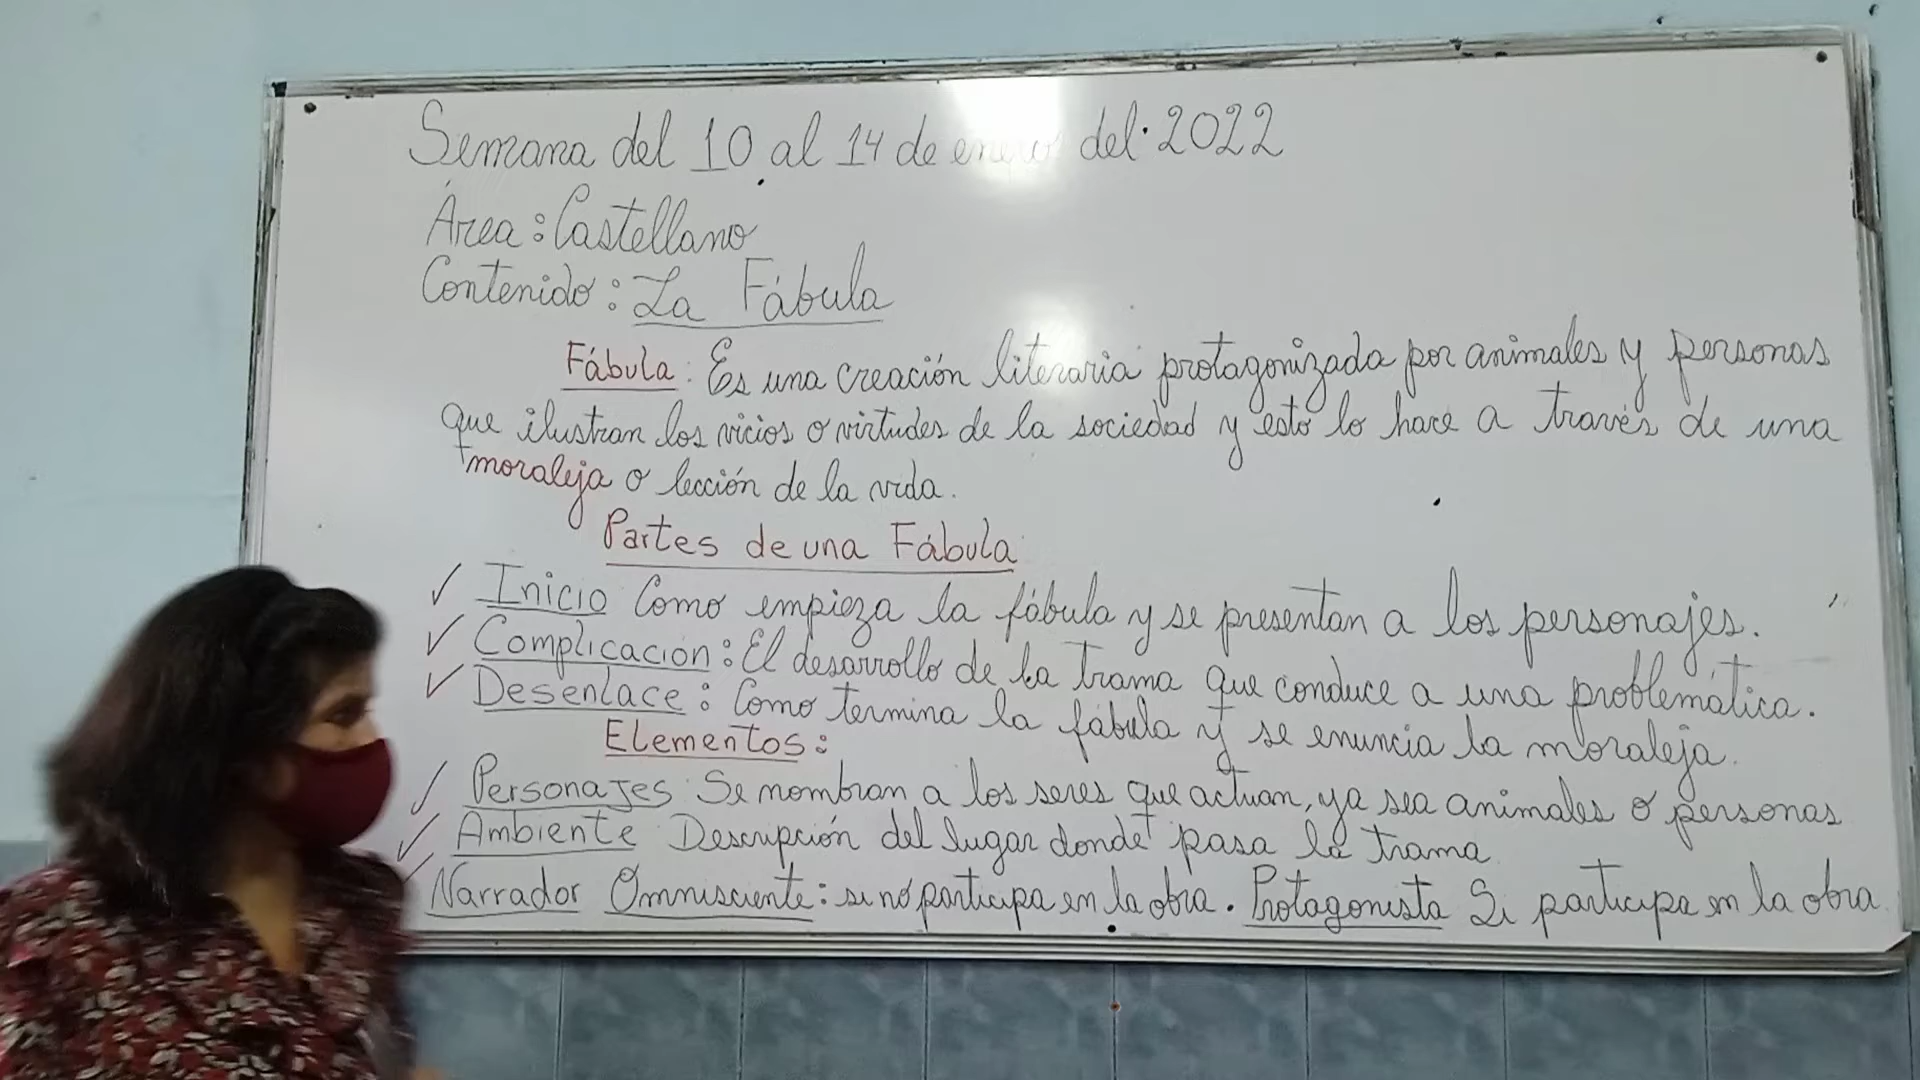 Semana del 10 al 14 de enero del 2022
Área: Castellano
Contenido: La Fábula
Fábula: Es una creación literaria protagonizada por animales y personas
que ilustran los vicios o virtudes de la sociedad y esto lo hace a través de una
moraleja o lección de la vida.
Partes de una Fábula
✓ Inicio Como empieza la fábula y se presentan a los personajes.
✓ Complicación: El desarrollo de la trama que conduce a una problemática.
✓ Desenlace: Como termina la fábula y se enuncia la moraleja.
Elementos:
✓ Personajes: Se nombran a los seres que actuan, ya sea animales o personas
✓ Ambiente Descripción del lugar donde pasa la trama
✓ Narrador Omnisciente: si no participa en la obra. Protagonista Si participa en la obra